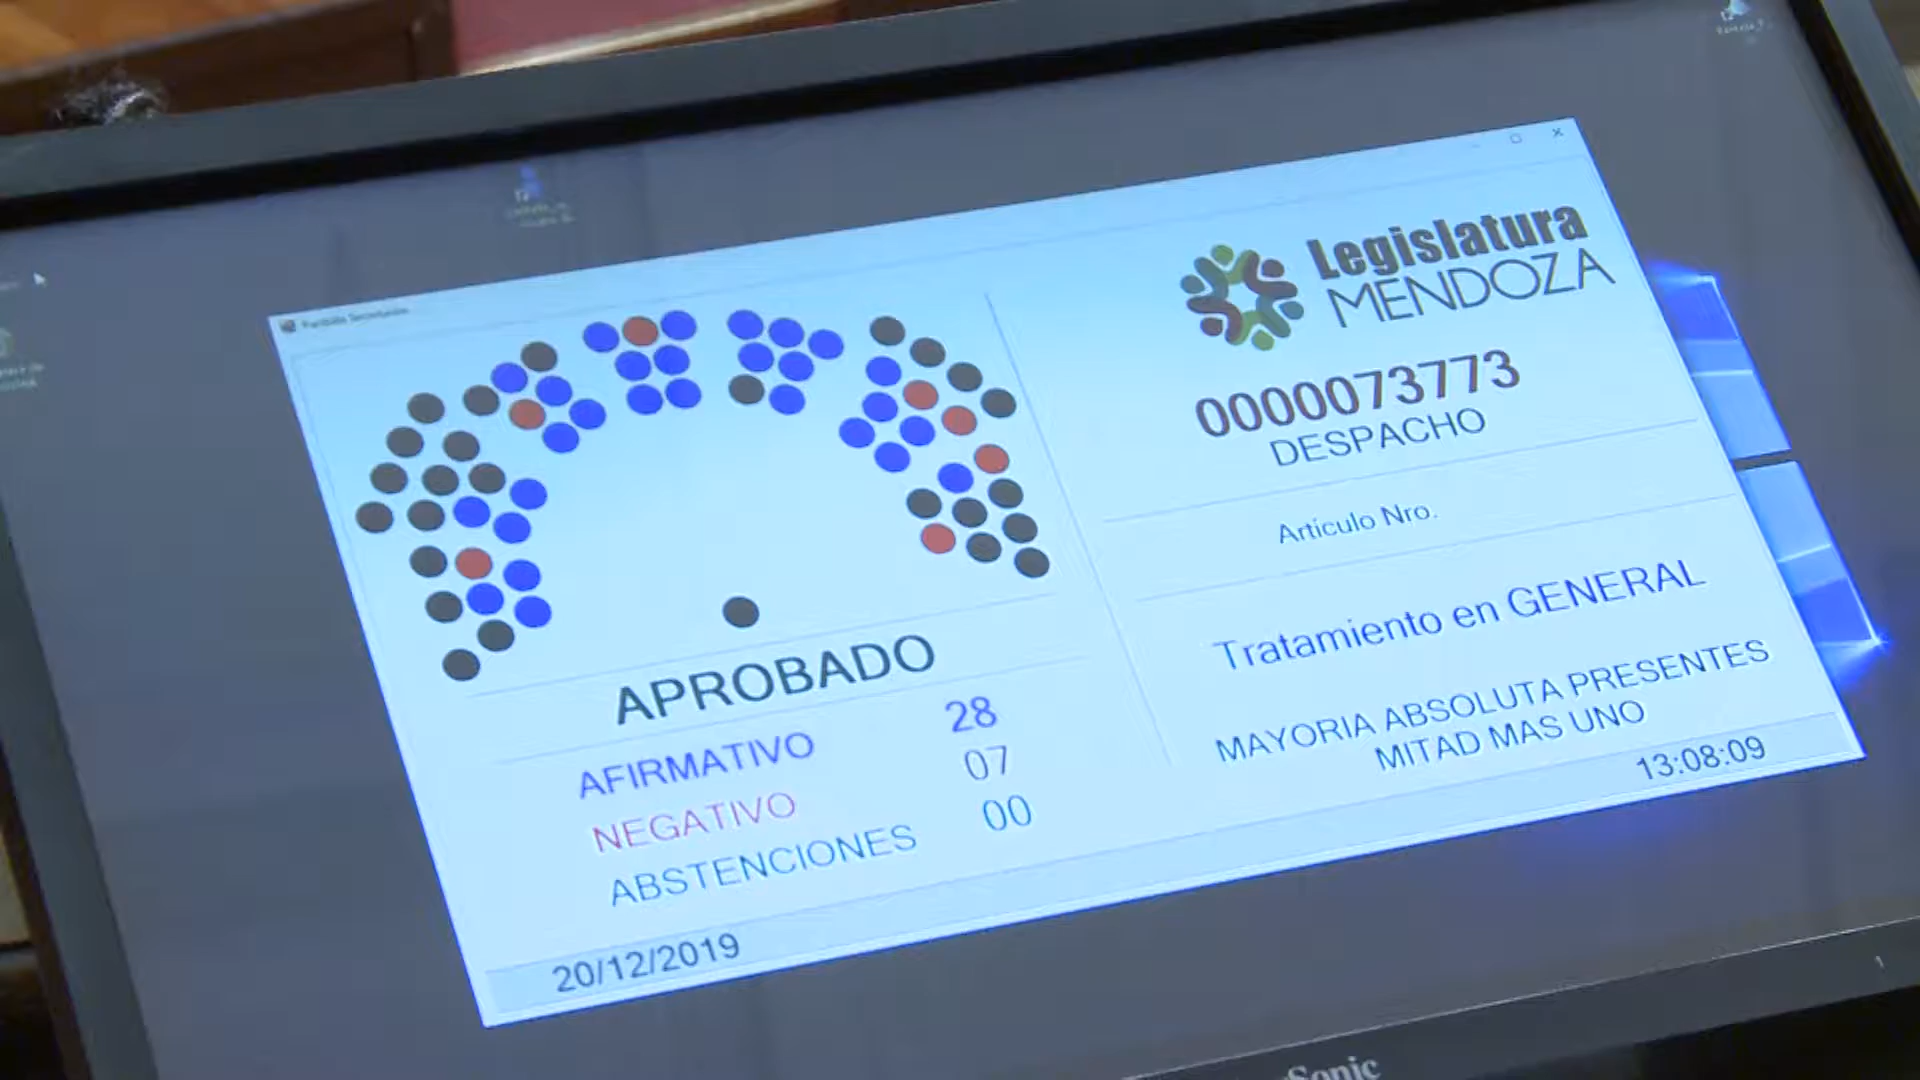 Legislatura
MENDOZA
0000073773
DESPACHO
Artículo Nro.
Tratamiento en GENERAL
MAYORIA ABSOLUTA PRESENTES
MITAD MAS UNO
13:08:09
APROBADO
AFIRMATIVO 28
NEGATIVO 07
ABSTENCIONES 00
20/12/2019
Sonic